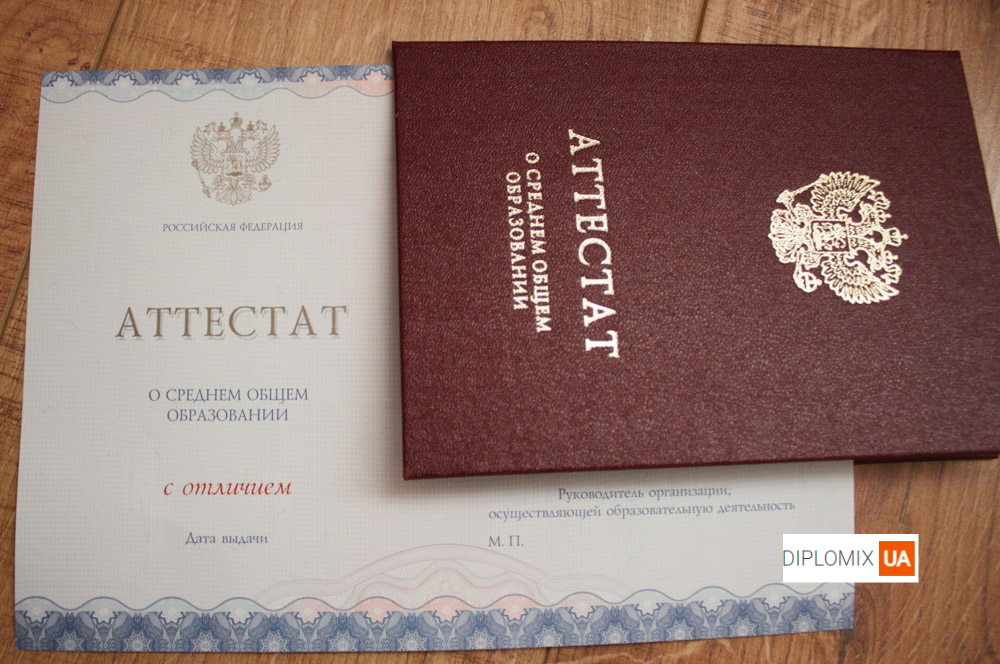 РОССИЙСКАЯ ФЕДЕРАЦИЯ
АТТЕСТАТ
О СРЕДНЕМ ОБЩЕМ
ОБРАЗОВАНИИ
с отличием
Дата выдачи
АТТЕСТАТ
О СРЕДНЕМ ОБЩЕМ
ОБРАЗОВАНИИ
Руководитель организации,
осуществляющей образовательную деятельность
М. П.
DIPLOMIX UA